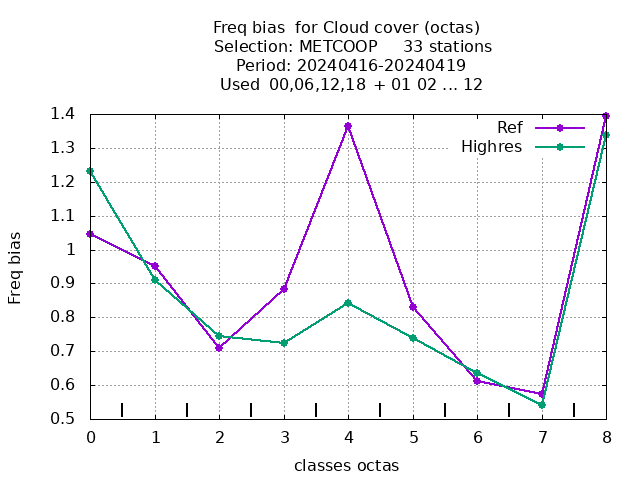 Freq bias  for Cloud cover (octas)
Selection: METCOOP     33 stations
Period: 20240416-20240419
Used  00,06,12,18  + 01 02 ... 12
Ref
Highres
Freq bias
1.4
1.3
1.2
1.1
1
0.9
0.8
0.7
0.6
0.5
0 1 2 3 4 5 6 7 8
classes octas